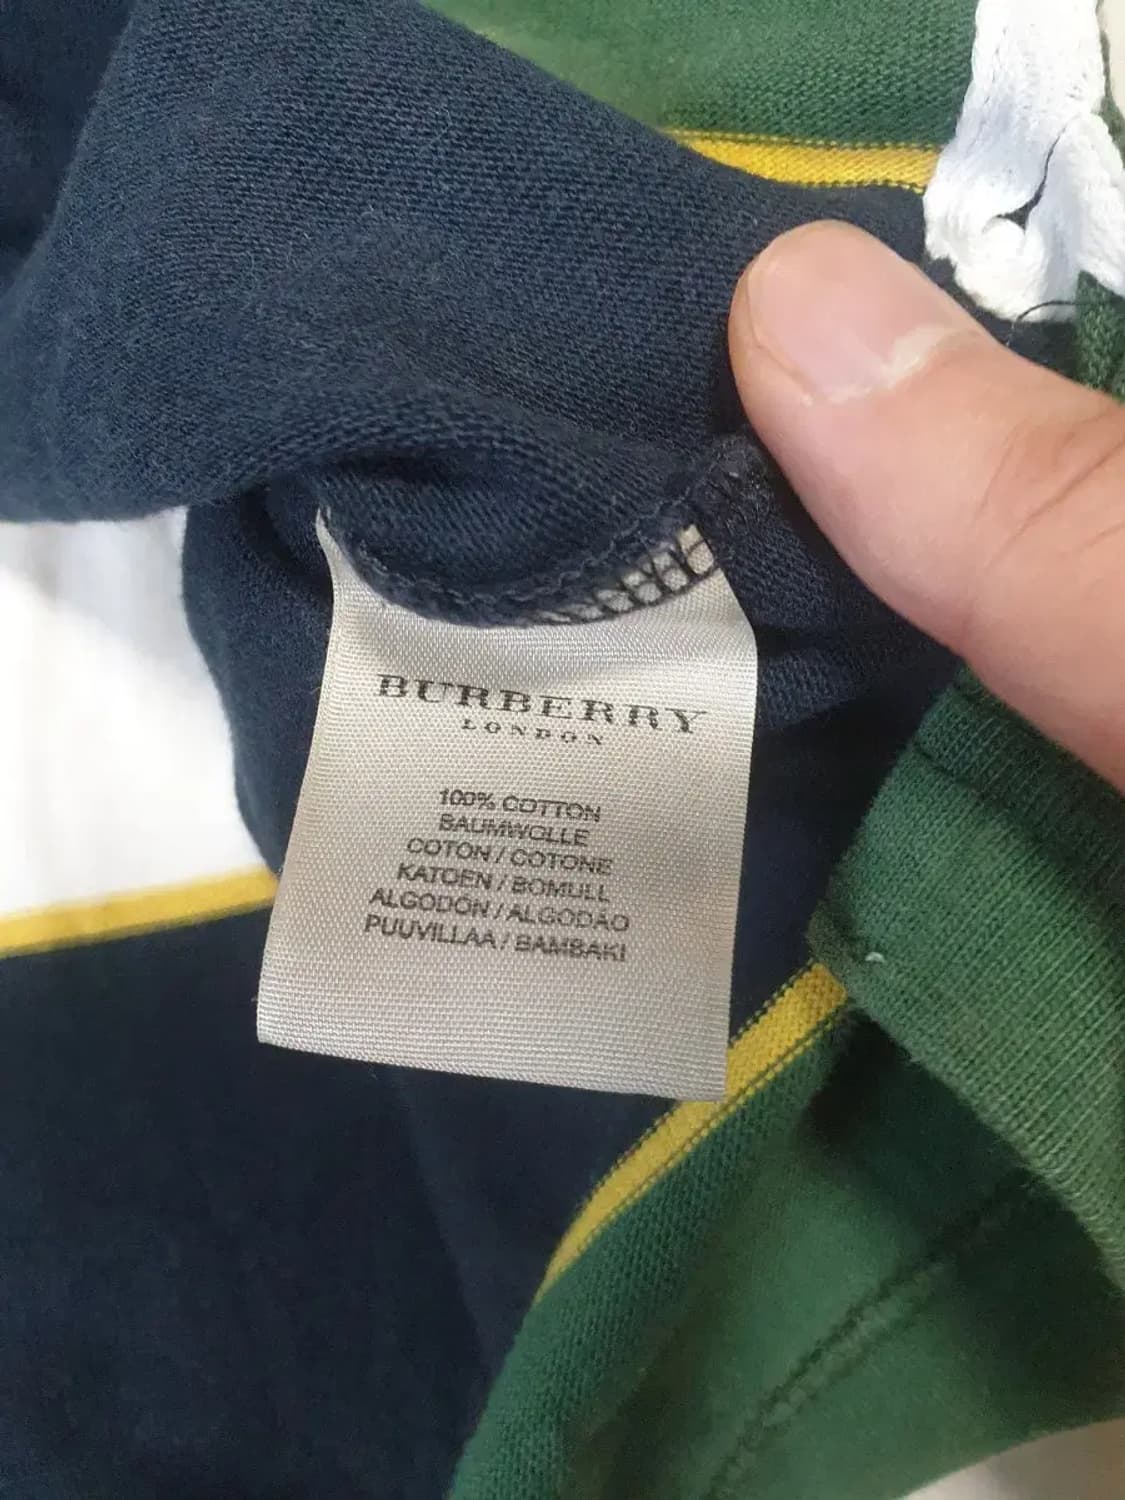 BURBERRY
LONDON
100% COTTON
BAUMWOLLE
COTON / COTONE
KATOEN / BOMULL
ALGODÓN / ALGODÃO
PUUVILLAA / BAMBAKI